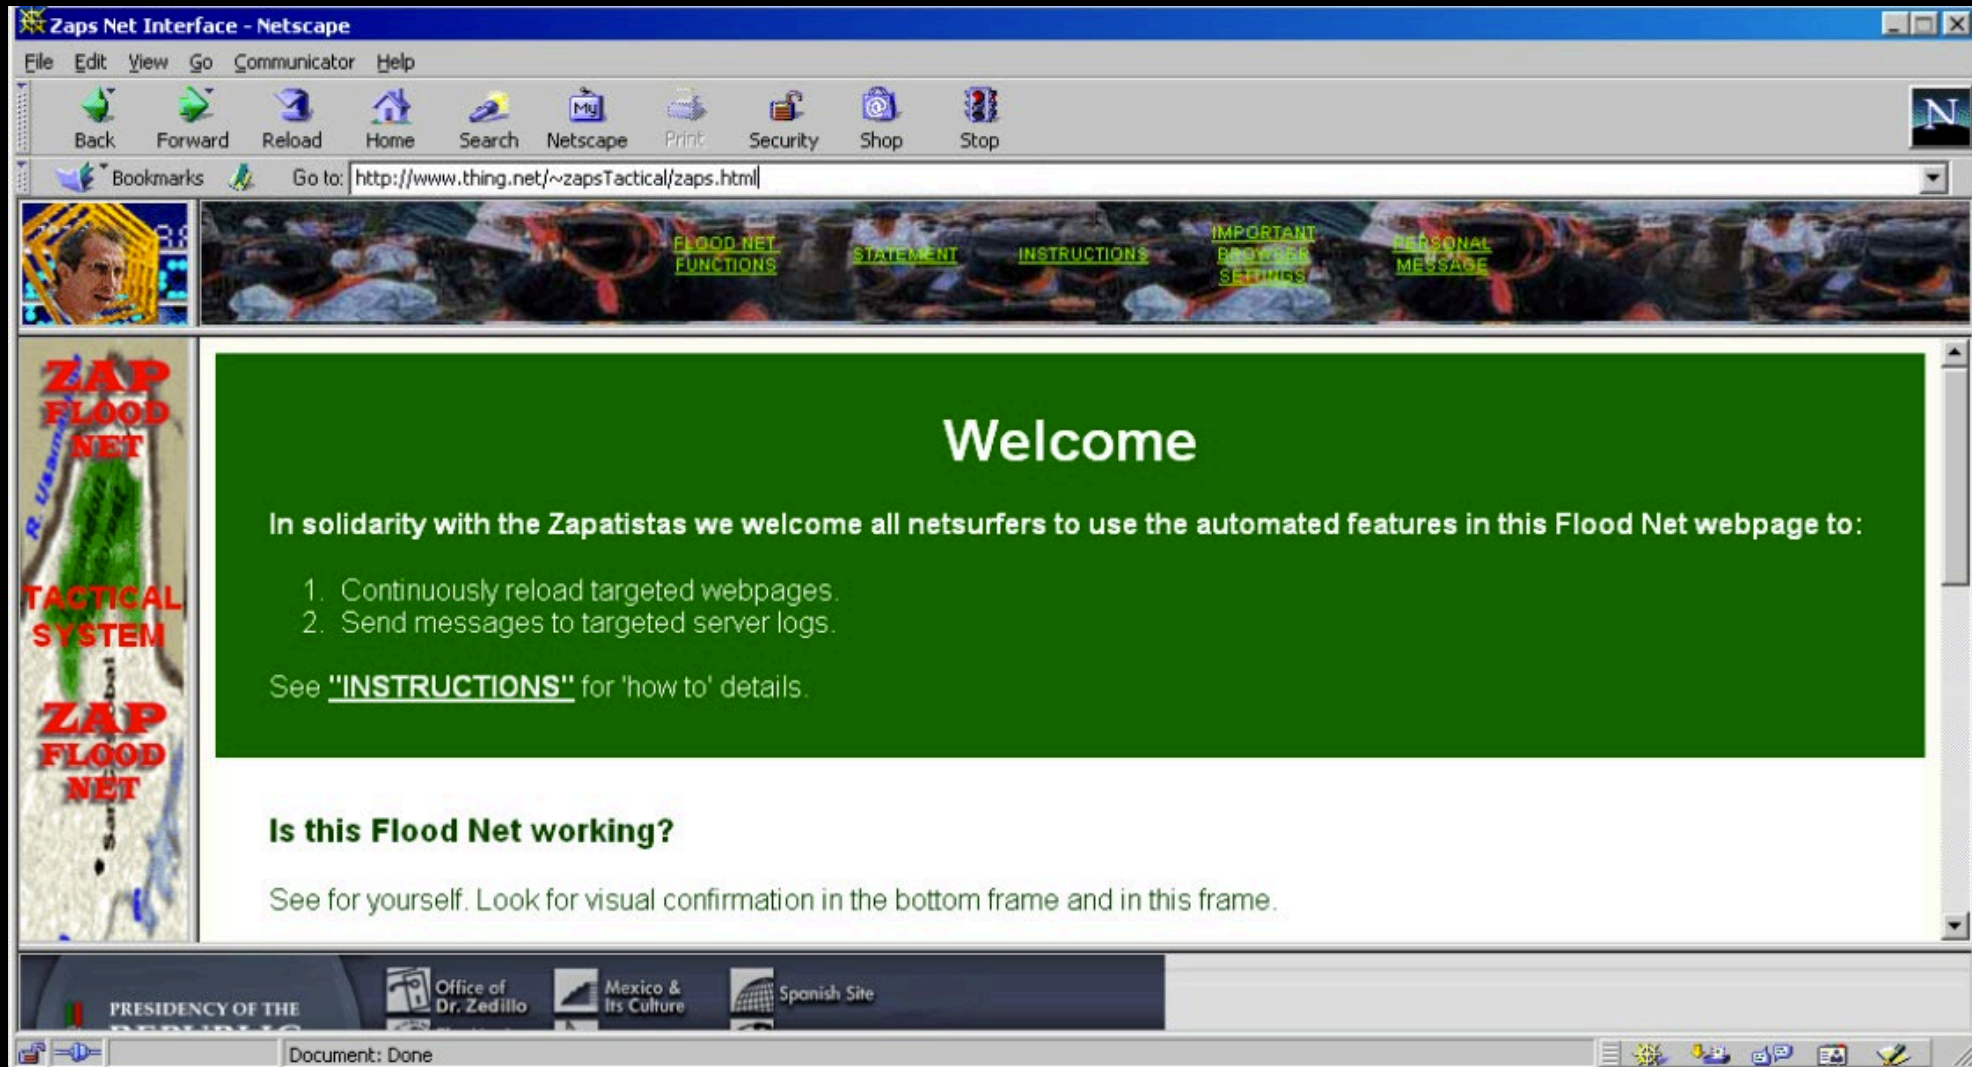 Zaps Net Interface - Netscape
File Edit View Go Communicator Help
My
N
Back Forward Reload Home Search Netscape Print Security Shop Stop
Bookmarks Go to: http://www.thing.net/~zapsTactical/zaps.html
FLOOD NET
FUNCTIONS
STATEMENT
INSTRUCTIONS
IMPORTANT
BROWSER
SETTINGS
PERSONAL
MESSAGE
ZAP
FLOOD
NET
TACTICAL
SYSTEM
ZAP
FLOOD
NET
Welcome
In solidarity with the Zapatistas we welcome all netsurfers to use the automated features in this Flood Net webpage to:
1. Continuously reload targeted webpages.
2. Send messages to targeted server logs.
See "INSTRUCTIONS" for 'how to' details.
Is this Flood Net working?
See for yourself. Look for visual confirmation in the bottom frame and in this frame.
PRESIDENCY OF THE
REPUBLIC
Office of
Dr. Zedillo
Mexico &
Its Culture
Spanish Site
Document: Done